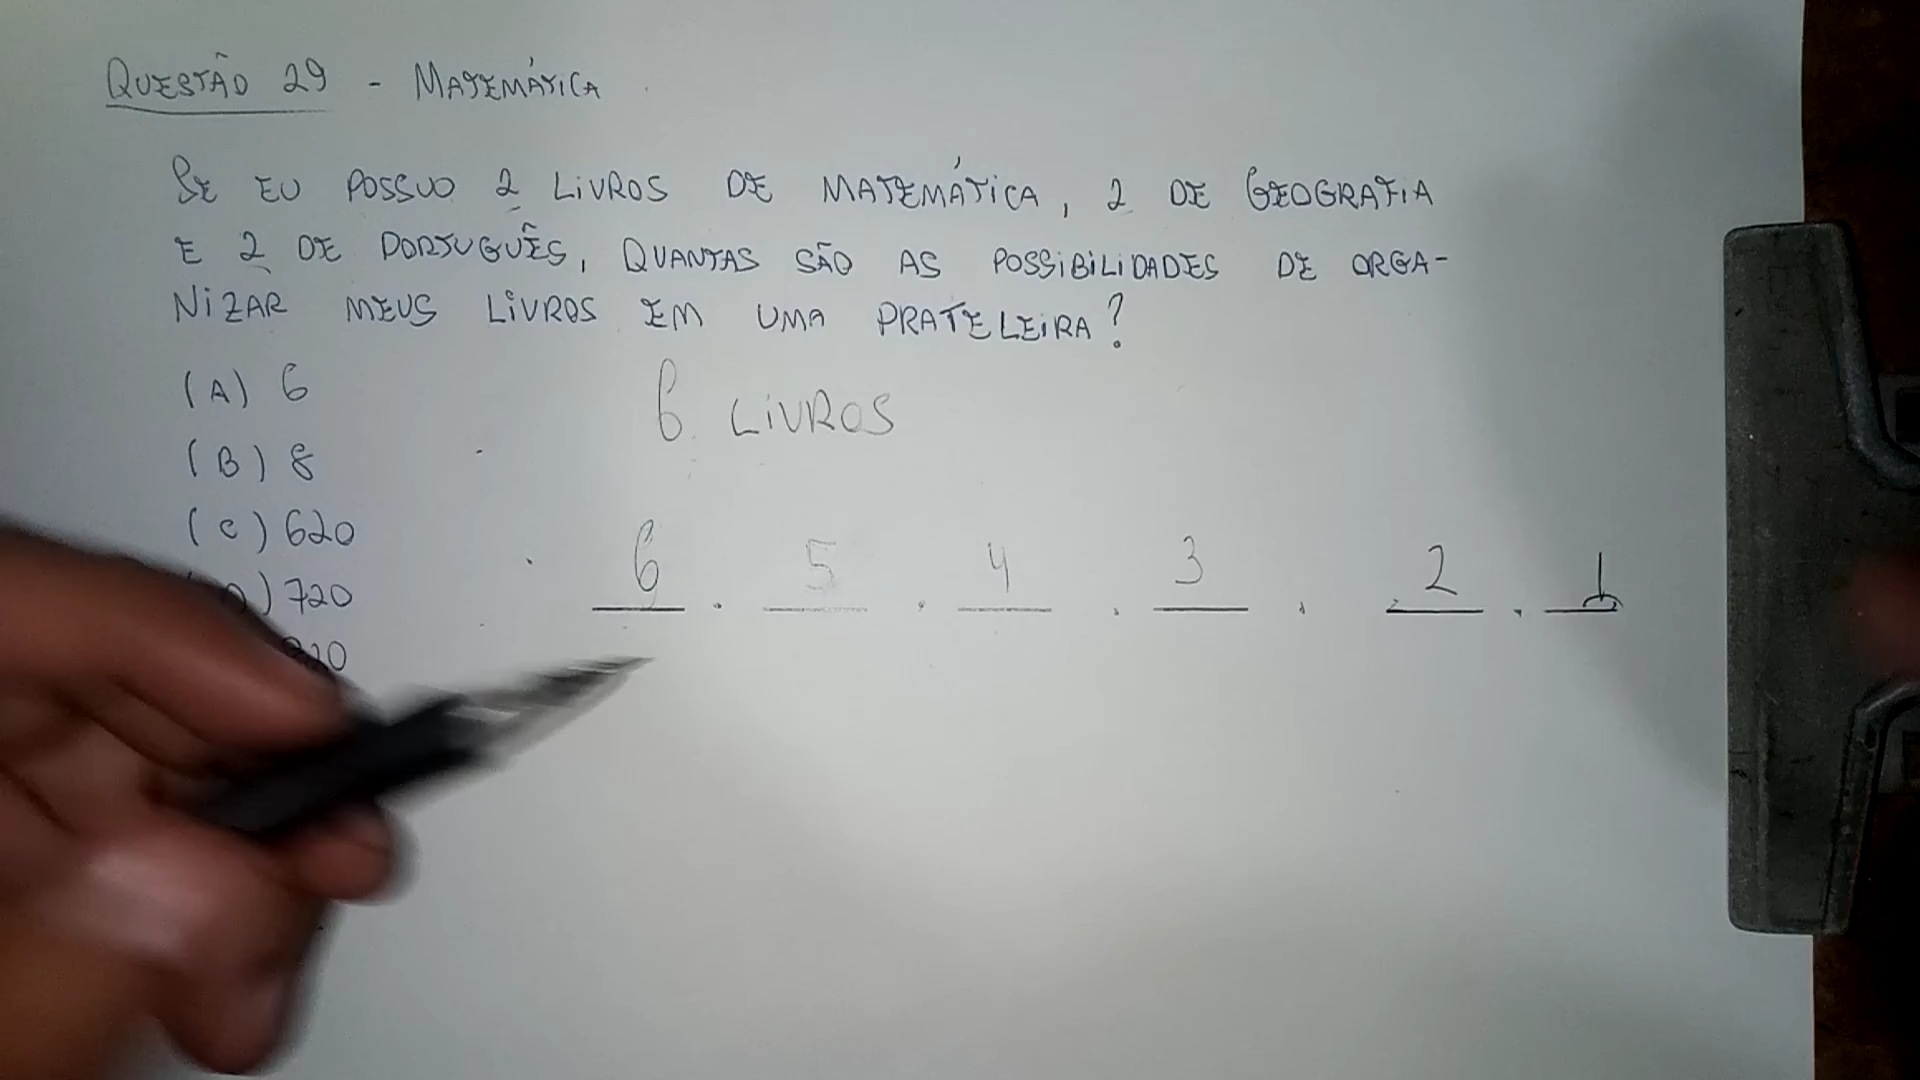 QUESTÃO 29 - MATEMÁTICA
SE EU POSSUO 2 LIVROS DE MATEMÁTICA, 2 DE GEOGRAFIA
E 2 DE PORTUGUÊS, QUANTAS SÃO AS POSSIBILIDADES DE ORGA-
NIZAR MEUS LIVROS EM UMA PRATELEIRA?
(A) 6
6 LIVROS
(B) 8
(C) 620
6 . 5 . 4 . 3 . 2 . 1
) 720